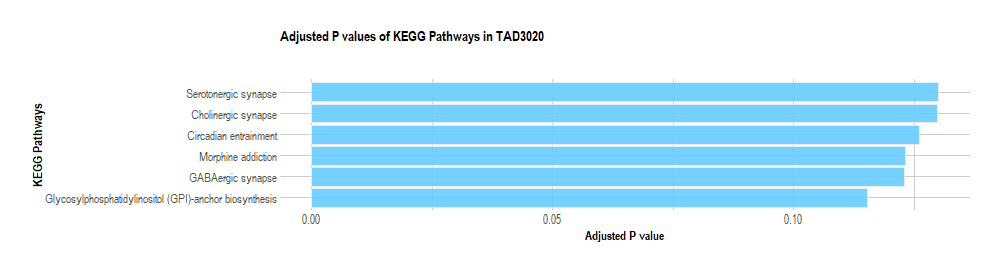 Adjusted P values of KEGG Pathways in TAD3020
KEGG Pathways
Serotonergic synapse
Cholinergic synapse
Circadian entrainment
Morphine addiction
GABAergic synapse
Glycosylphosphatidylinositol (GPI)-anchor biosynthesis
0.00
0.05
0.10
Adjusted P value